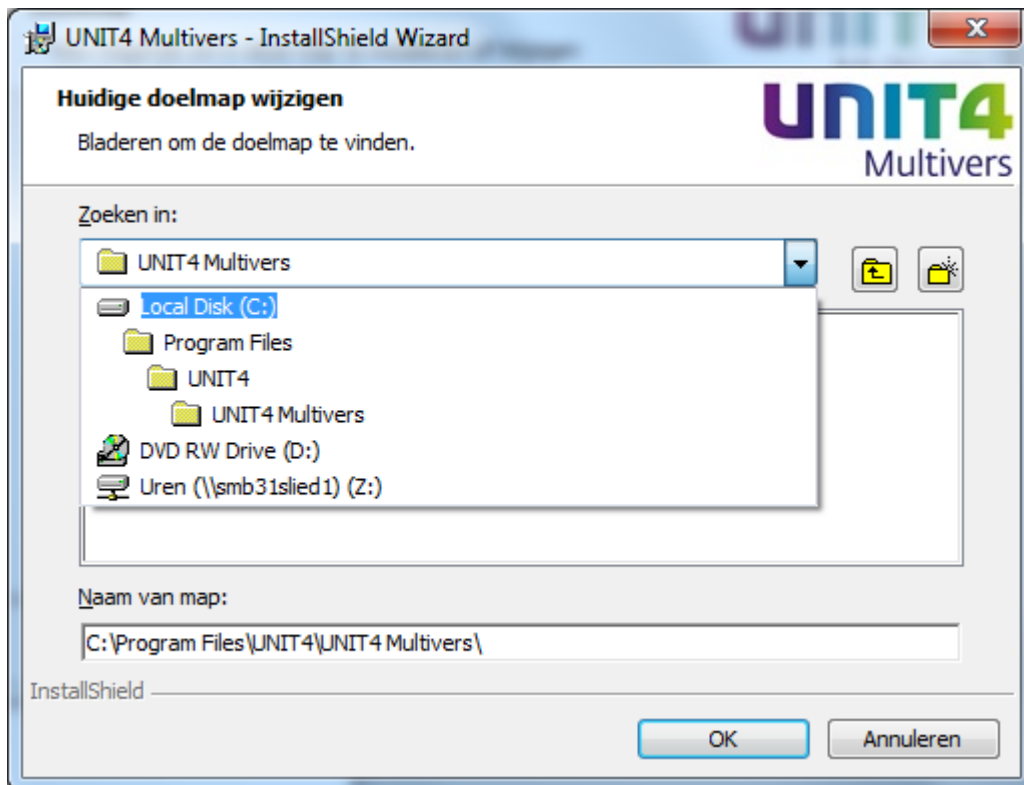 UNIT4 Multivers - InstallShield Wizard
Huidige doelmap wijzigen
Bladeren om de doelmap te vinden.
UNIT4
Multivers
Zoeken in:
UNIT4 Multivers
Local Disk (C:)
Program Files
UNIT4
UNIT4 Multivers
DVD RW Drive (D:)
Uren (\\smb31slied1) (Z:)
Naam van map:
C:\Program Files\UNIT4\UNIT4 Multivers\
InstallShield
OK
Annuleren